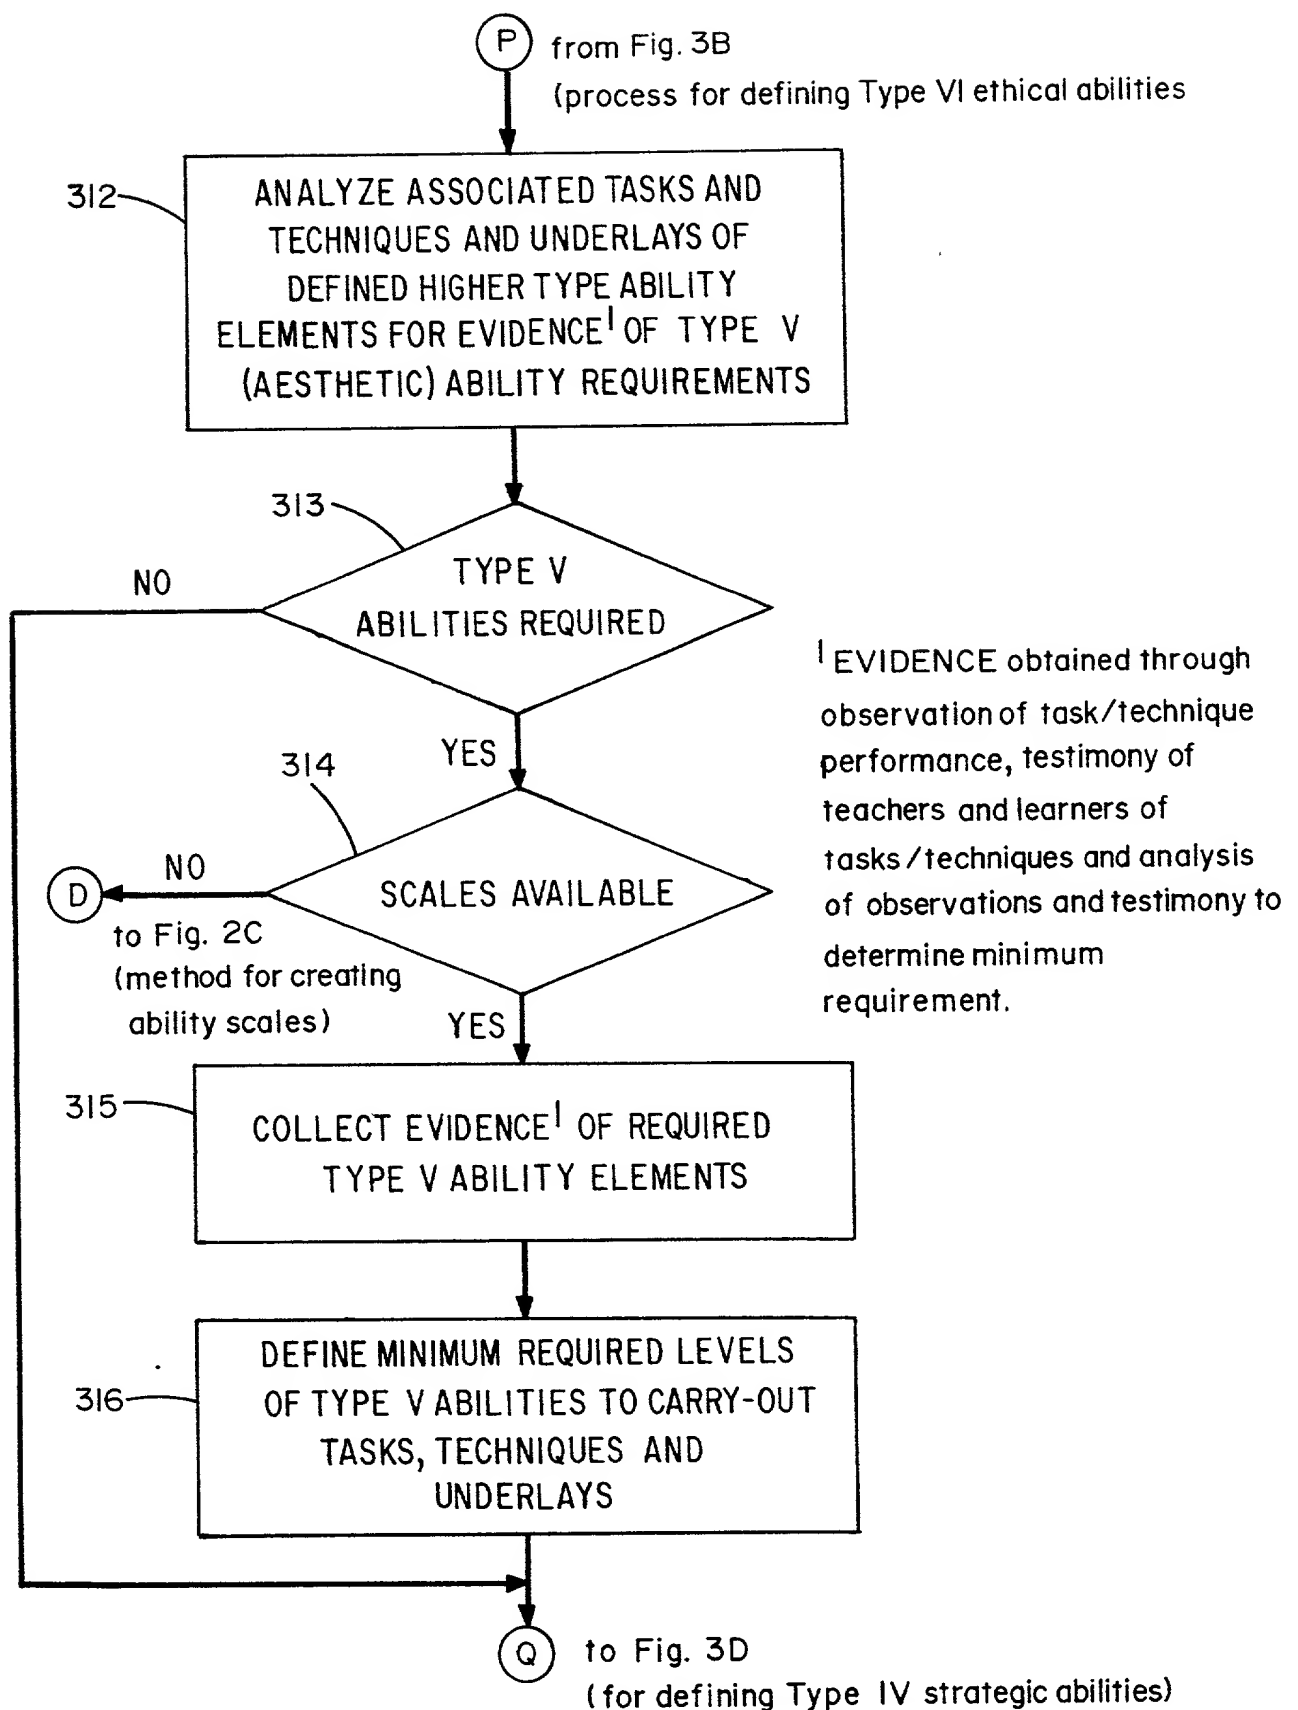 P
from Fig. 3B
(process for defining Type VI ethical abilities
312
ANALYZE ASSOCIATED TASKS AND
TECHNIQUES AND UNDERLAYS OF
DEFINED HIGHER TYPE ABILITY
ELEMENTS FOR EVIDENCE¹ OF TYPE V
(AESTHETIC) ABILITY REQUIREMENTS
313
NO
TYPE V
ABILITIES REQUIRED
YES
¹ EVIDENCE obtained through
observation of task/technique
performance, testimony of
teachers and learners of
tasks/techniques and analysis
of observations and testimony to
determine minimum
requirement.
314
NO
D
SCALES AVAILABLE
to Fig. 2C
(method for creating
ability scales)
YES
315
COLLECT EVIDENCE¹ OF REQUIRED
TYPE V ABILITY ELEMENTS
316
DEFINE MINIMUM REQUIRED LEVELS
OF TYPE V ABILITIES TO CARRY-OUT
TASKS, TECHNIQUES AND
UNDERLAYS
Q
to Fig. 3D
(for defining Type IV strategic abilities)